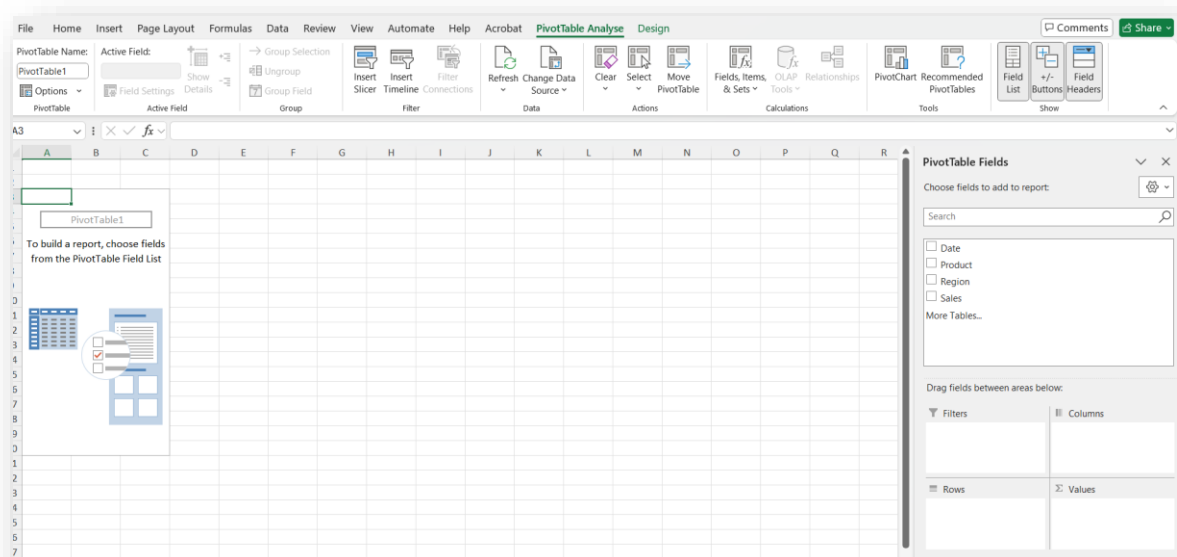 File Home Insert Page Layout Formulas Data Review View Automate Help Acrobat PivotTable Analyse Design Comments Share
PivotTable Name: Active Field:
PivotTable1
Options
Field Settings
Show Details
PivotTable
Active Field
Group Selection
Ungroup
Group Field
Group
Insert Slicer
Insert Timeline
Filter Connections
Filter
Refresh
Change Data Source
Data
Clear
Select
Move PivotTable
Actions
Fields, Items, & Sets
OLAP Tools
Relationships
Calculations
PivotChart
Recommended PivotTables
Tools
Field List
+/- Buttons
Field Headers
Show
A3 fx
A B C D E F G H I J K L M N O P Q R
PivotTable1
To build a report, choose fields
from the PivotTable Field List
PivotTable Fields
Choose fields to add to report:
Search
Date
Product
Region
Sales
More Tables...
Drag fields between areas below:
Filters
Columns
Rows
Σ Values